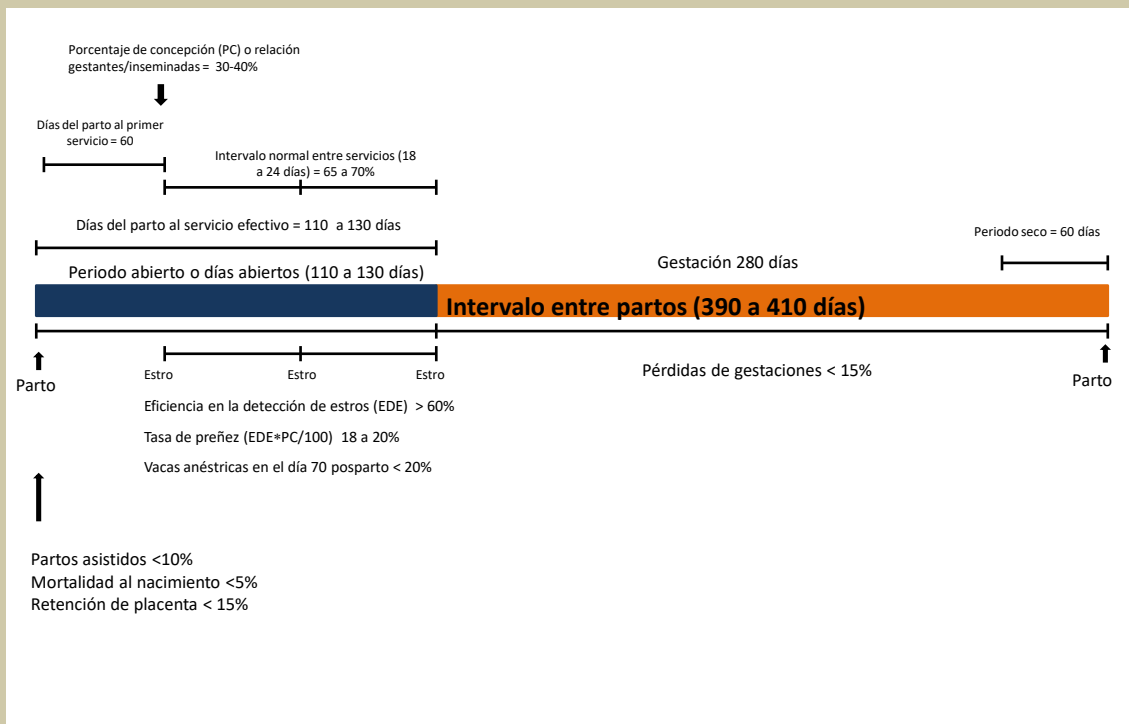 Porcentaje de concepción (PC) o relación
gestantes/inseminadas = 30-40%
Días del parto al primer
servicio = 60
Intervalo normal entre servicios (18
a 24 días) = 65 a 70%
Días del parto al servicio efectivo = 110 a 130 días
Periodo seco = 60 días
Periodo abierto o días abiertos (110 a 130 días)
Gestación 280 días
Intervalo entre partos (390 a 410 días)
Estro
Estro
Estro
Parto
Pérdidas de gestaciones < 15%
Parto
Eficiencia en la detección de estros (EDE) > 60%
Tasa de preñez (EDE*PC/100) 18 a 20%
Vacas anéstricas en el día 70 posparto < 20%
Partos asistidos <10%
Mortalidad al nacimiento <5%
Retención de placenta < 15%